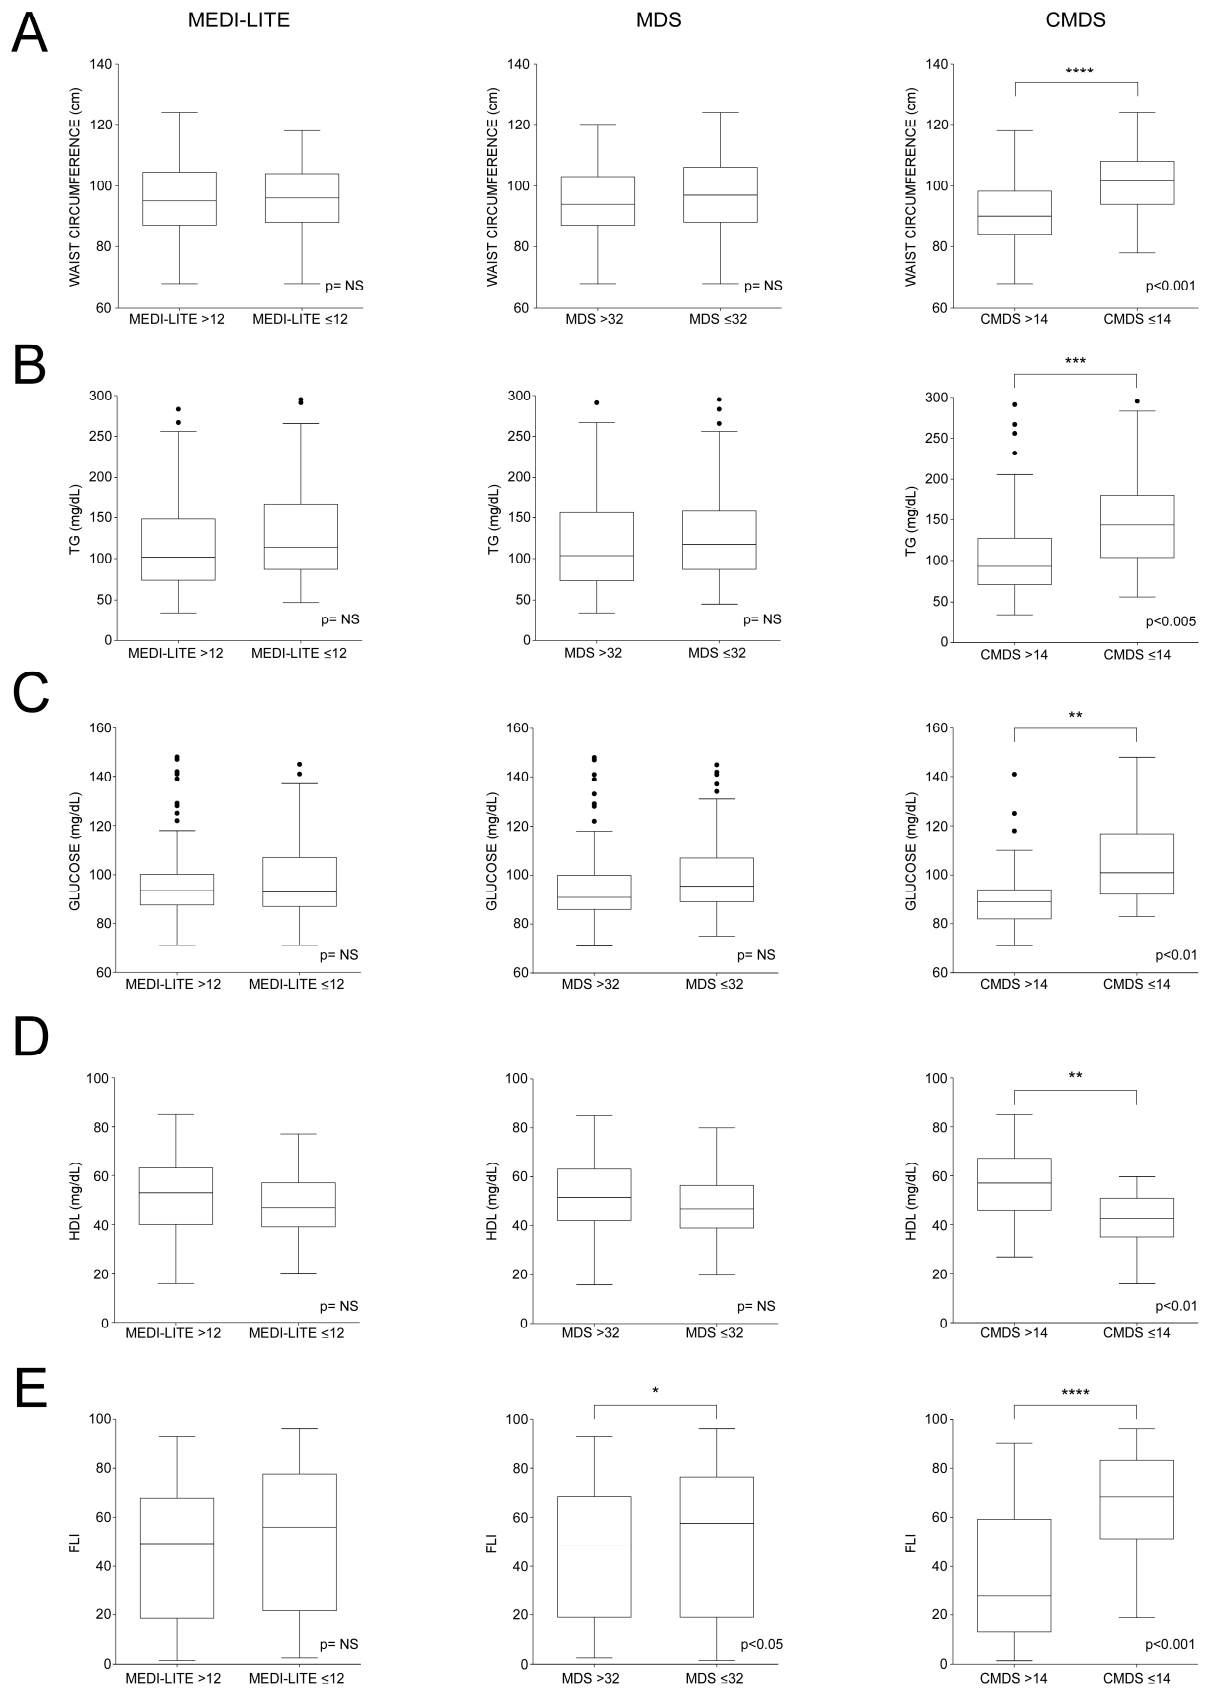 A
MEDI-LITE
MDS
CMDS
WAIST CIRCUMFERENCE (cm)
140
120
100
80
60
p= NS
MEDI-LITE >12
MEDI-LITE ≤12
WAIST CIRCUMFERENCE (cm)
140
120
100
80
60
p= NS
MDS >32
MDS ≤32
WAIST CIRCUMFERENCE (cm)
140
120
100
80
60
****
p<0.001
CMDS >14
CMDS ≤14
B
TG (mg/dL)
300
250
200
150
100
50
0
p= NS
MEDI-LITE >12
MEDI-LITE ≤12
TG (mg/dL)
300
250
200
150
100
50
0
p= NS
MDS >32
MDS ≤32
TG (mg/dL)
300
250
200
150
100
50
0
***
p<0.005
CMDS >14
CMDS ≤14
C
GLUCOSE (mg/dL)
160
140
120
100
80
60
p= NS
MEDI-LITE >12
MEDI-LITE ≤12
GLUCOSE (mg/dL)
160
140
120
100
80
60
p= NS
MDS >32
MDS ≤32
GLUCOSE (mg/dL)
160
140
120
100
80
60
**
p<0.01
CMDS >14
CMDS ≤14
D
HDL (mg/dL)
100
80
60
40
20
0
p= NS
MEDI-LITE >12
MEDI-LITE ≤12
HDL (mg/dL)
100
80
60
40
20
0
p= NS
MDS >32
MDS ≤32
HDL (mg/dL)
100
80
60
40
20
0
**
p<0.01
CMDS >14
CMDS ≤14
E
FLI
100
80
60
40
20
0
p= NS
MEDI-LITE >12
MEDI-LITE ≤12
FLI
100
80
60
40
20
0
*
p<0.05
MDS >32
MDS ≤32
FLI
100
80
60
40
20
0
****
p<0.001
CMDS >14
CMDS ≤14